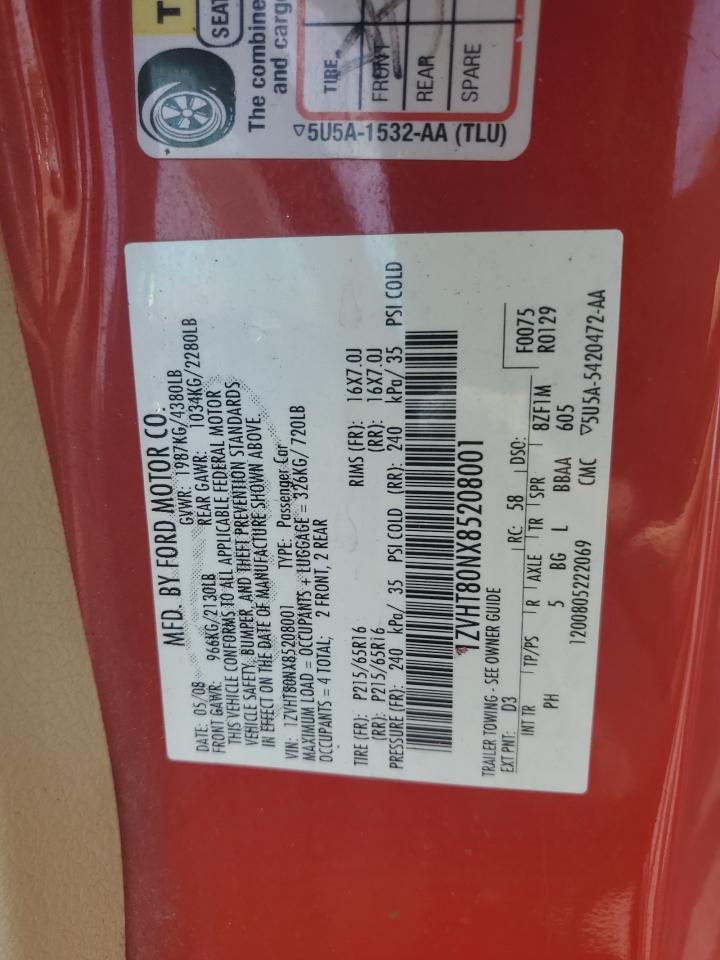 T
SEAT
The combine
and cargo
TIRE
FRONT
REAR
SPARE
▽5U5A-1532-AA (TLU)
MFD. BY FORD MOTOR CO.
DATE: 05/08 GVWR: 1987KG/4380LB
FRONT GAWR: 966KG/2130LB REAR GAWR: 1034KG/2280LB
THIS VEHICLE CONFORMS TO ALL APPLICABLE FEDERAL MOTOR
VEHICLE SAFETY, BUMPER, AND THEFT PREVENTION STANDARDS
IN EFFECT ON THE DATE OF MANUFACTURE SHOWN ABOVE.
VIN: 1ZVHT80NX85208001 TYPE: Passenger Car
MAXIMUM LOAD = OCCUPANTS + LUGGAGE = 326KG/ 720LB
OCCUPANTS = 4 TOTAL; 2 FRONT, 2 REAR
TIRE (FR): P215/65R16 RIMS (FR): 16X7.0J
(RR): P215/65R16 (RR): 16X7.0J
PRESSURE (FR): 240 kPa/ 35 PSI COLD (RR): 240 kPa/ 35 PSI COLD
1ZVHT80NX85208001
TRAILER TOWING - SEE OWNER GUIDE
EXT PNT: D3 RC: 58 DSO: F0075
INT TR TP/PS R AXLE TR SPR 8ZF1M R0129
PH 5 BG L BBAA 605
1200805222069 CMC ▽5U5A-5420472-AA